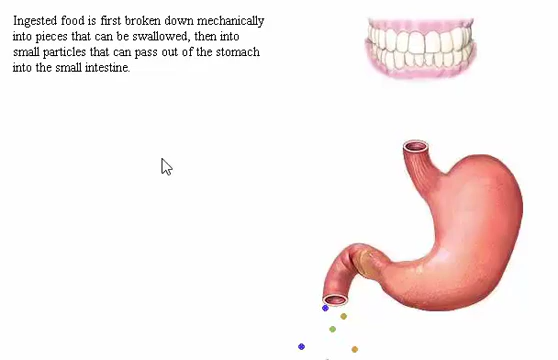 Ingested food is first broken down mechanically
into pieces that can be swallowed, then into
small particles that can pass out of the stomach
into the small intestine.